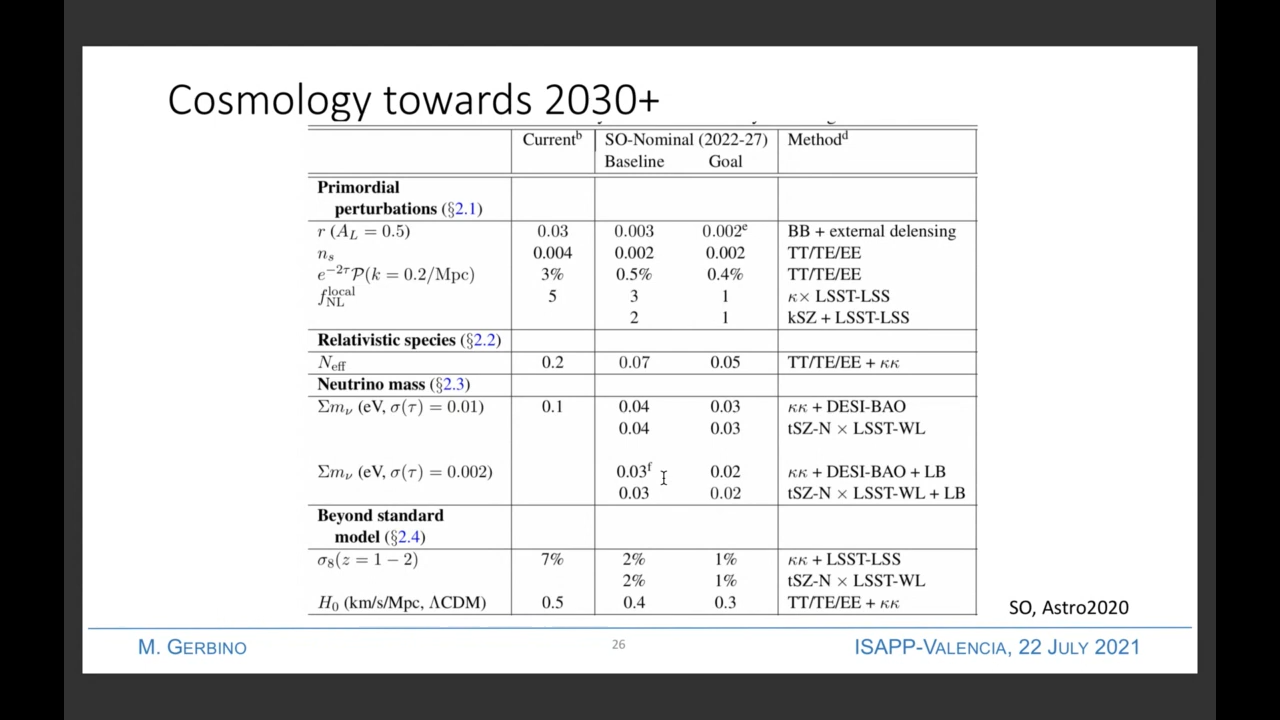 Cosmology towards 2030+
Currentᵇ SO-Nominal (2022-27) Methodᵈ
Baseline Goal
Primordial
perturbations (§2.1)
r (A_L = 0.5) 0.03 0.003 0.002ᵉ BB + external delensing
n_s 0.004 0.002 0.002 TT/TE/EE
e^{−2τ}P(k = 0.2/Mpc) 3% 0.5% 0.4% TT/TE/EE
f_NL^local 5 3 1 κ× LSST-LSS
2 1 kSZ + LSST-LSS
Relativistic species (§2.2)
N_eff 0.2 0.07 0.05 TT/TE/EE + κκ
Neutrino mass (§2.3)
Σm_ν (eV, σ(τ) = 0.01) 0.1 0.04 0.03 κκ + DESI-BAO
0.04 0.03 tSZ-N × LSST-WL
Σm_ν (eV, σ(τ) = 0.002) 0.03ᶠ 0.02 κκ + DESI-BAO + LB
0.03 0.02 tSZ-N × LSST-WL + LB
Beyond standard
model (§2.4)
σ_8(z = 1 − 2) 7% 2% 1% κκ + LSST-LSS
2% 1% tSZ-N × LSST-WL
H_0 (km/s/Mpc, ΛCDM) 0.5 0.4 0.3 TT/TE/EE + κκ
SO, Astro2020
M. GERBINO 26 ISAPP-VALENCIA, 22 JULY 2021